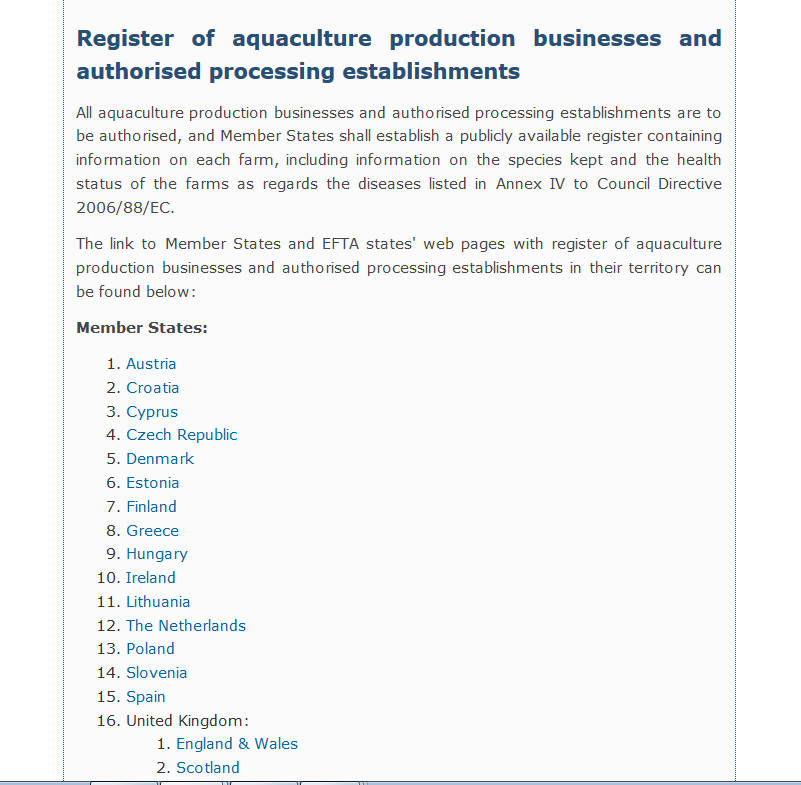 Register of aquaculture production businesses and
authorised processing establishments
All aquaculture production businesses and authorised processing establishments are to
be authorised, and Member States shall establish a publicly available register containing
information on each farm, including information on the species kept and the health
status of the farms as regards the diseases listed in Annex IV to Council Directive
2006/88/EC.
The link to Member States and EFTA states' web pages with register of aquaculture
production businesses and authorised processing establishments in their territory can
be found below:
Member States:
1. Austria
2. Croatia
3. Cyprus
4. Czech Republic
5. Denmark
6. Estonia
7. Finland
8. Greece
9. Hungary
10. Ireland
11. Lithuania
12. The Netherlands
13. Poland
14. Slovenia
15. Spain
16. United Kingdom:
1. England & Wales
2. Scotland